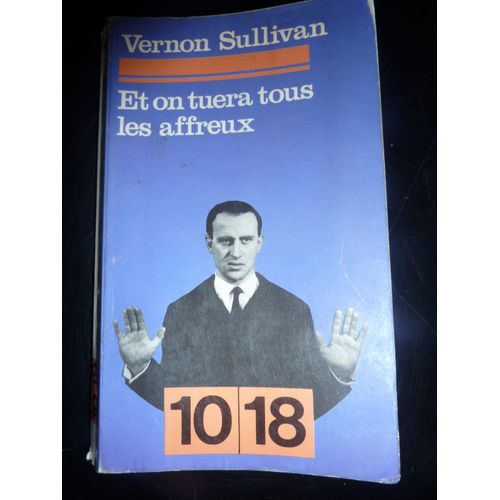 Vernon Sullivan
Et on tuera tous
les affreux
10 18